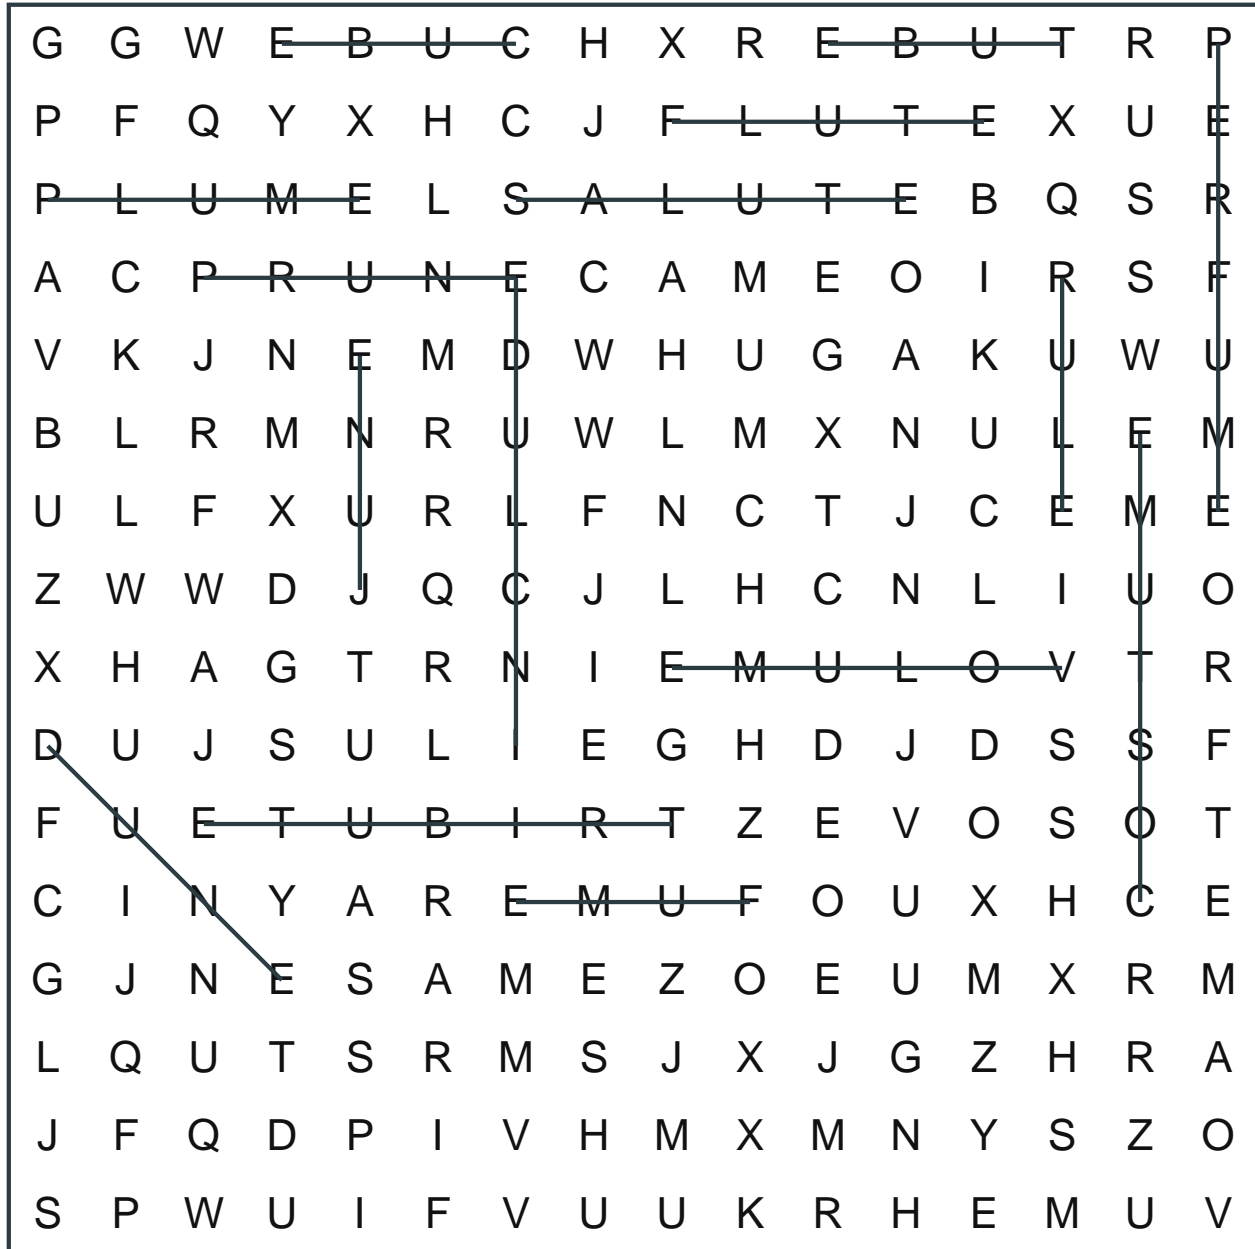 G G W E B U C H X R E B U T R P
P F Q Y X H C J F L U T E X U E
P L U M E L S A L U T E B Q S R
A C P R U N E C A M E O I R S F
V K J N E M D W H U G A K U W U
B L R M N R U W L M X N U L E M
U L F X U R L F N C T J C E M E
Z W W D J Q C J L H C N L I U O
X H A G T R N I E M U L O V T R
D U J S U L I E G H D J D S S F
F U E T U B I R T Z E V O S O T
C I N Y A R E M U F O U X H C E
G J N E S A M E Z O E U M X R M
L Q U T S R M S J X J G Z H R A
J F Q D P I V H M X M N Y S Z O
S P W U I F V U U K R H E M U V